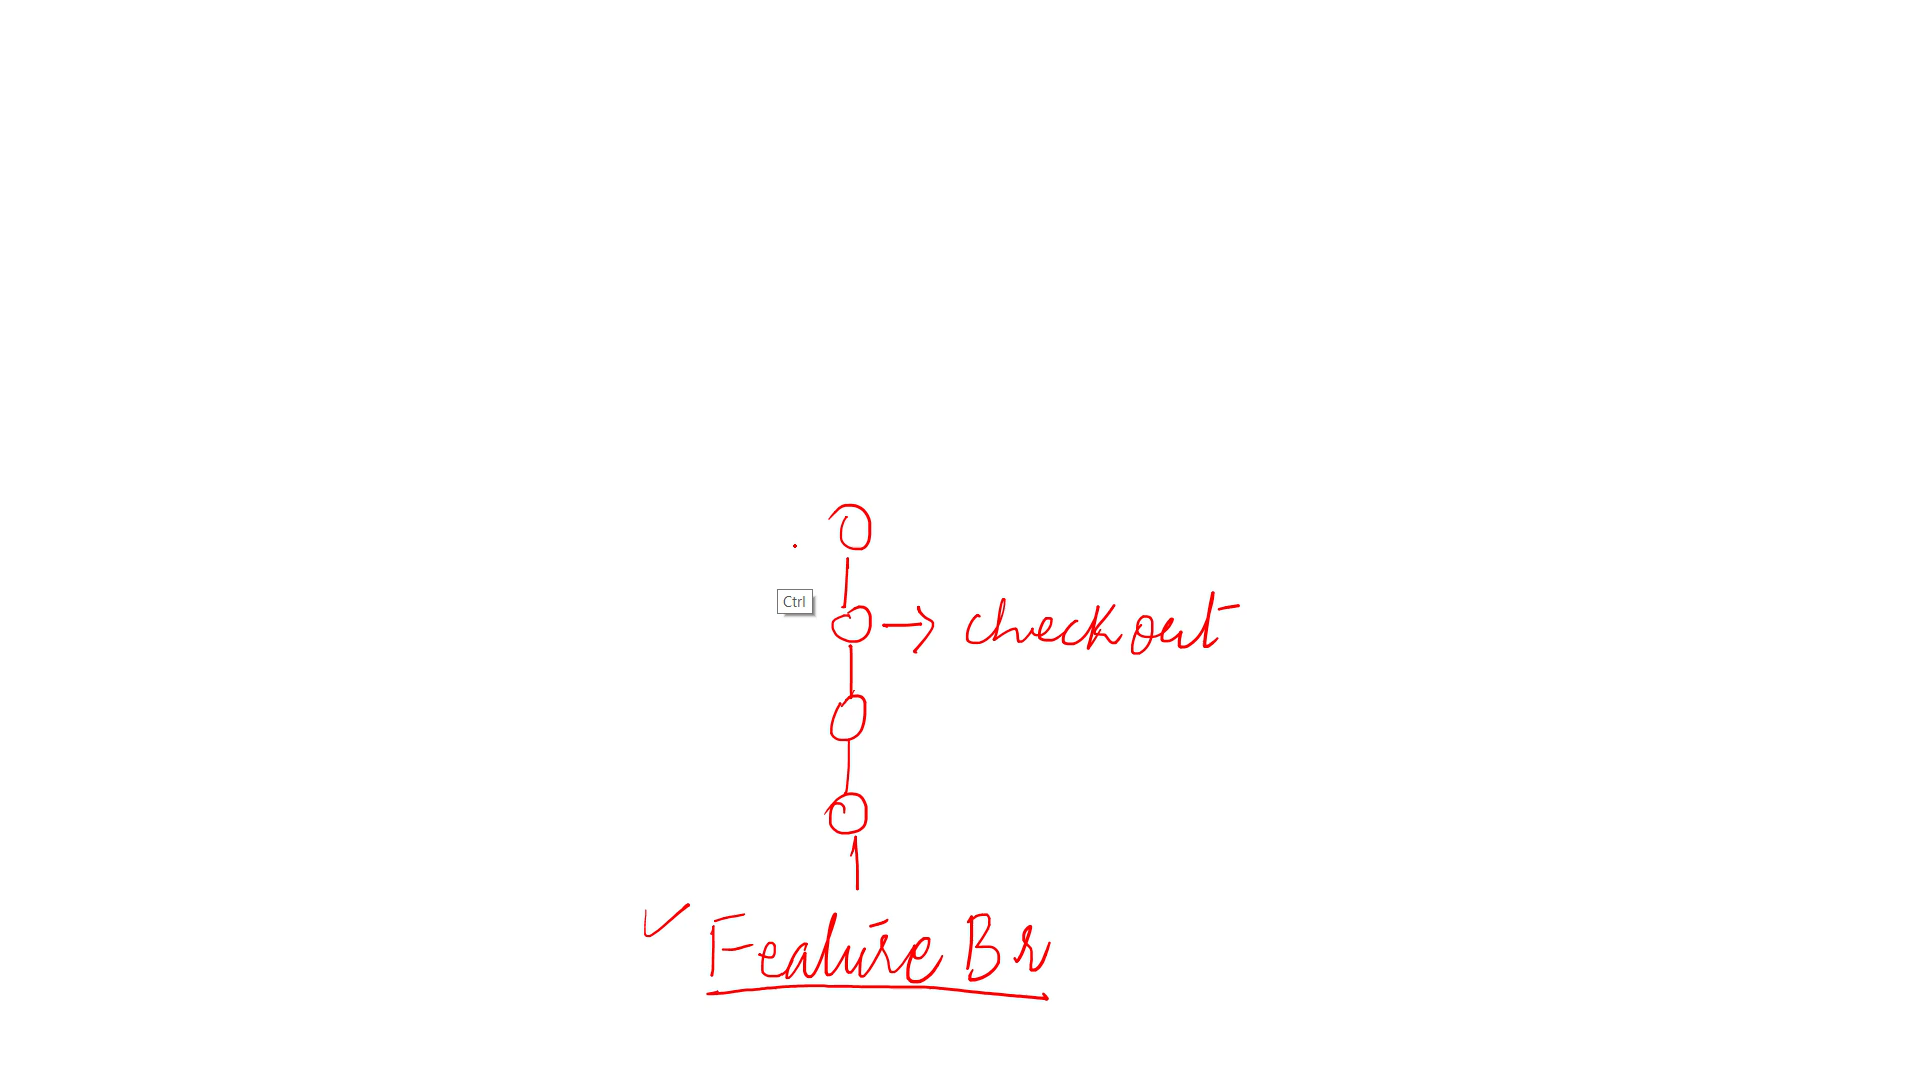 Ctrl
→ checkout
✓ Feature Br